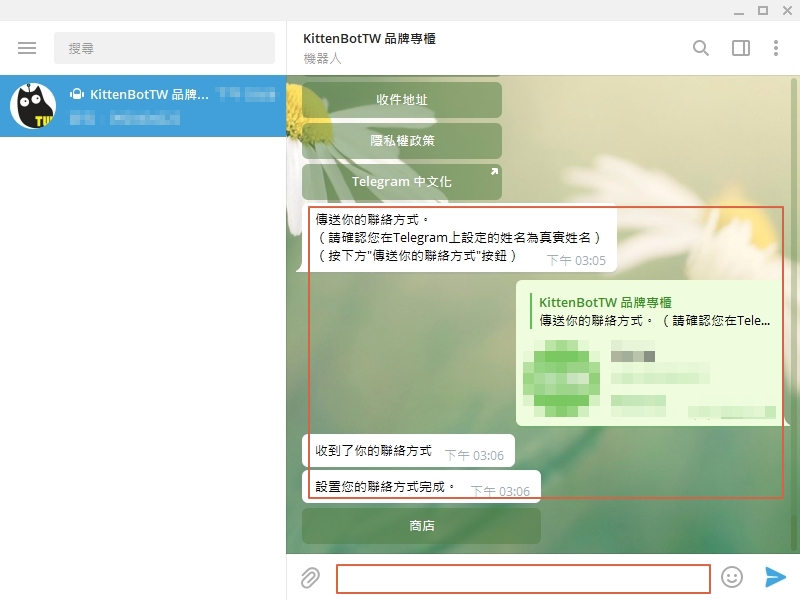 搜尋
KittenBotTW 品牌專櫃
機器人
KittenBotTW 品牌...
TW
收件地址
隱私權政策
Telegram 中文化
傳送你的聯絡方式。
（請確認您在Telegram上設定的姓名為真實姓名）
（按下方"傳送你的聯絡方式"按鈕）
下午 03:05
KittenBotTW 品牌專櫃
傳送你的聯絡方式。（請確認您在Tele...
收到了你的聯絡方式
下午 03:06
設置您的聯絡方式完成。
下午 03:06
商店